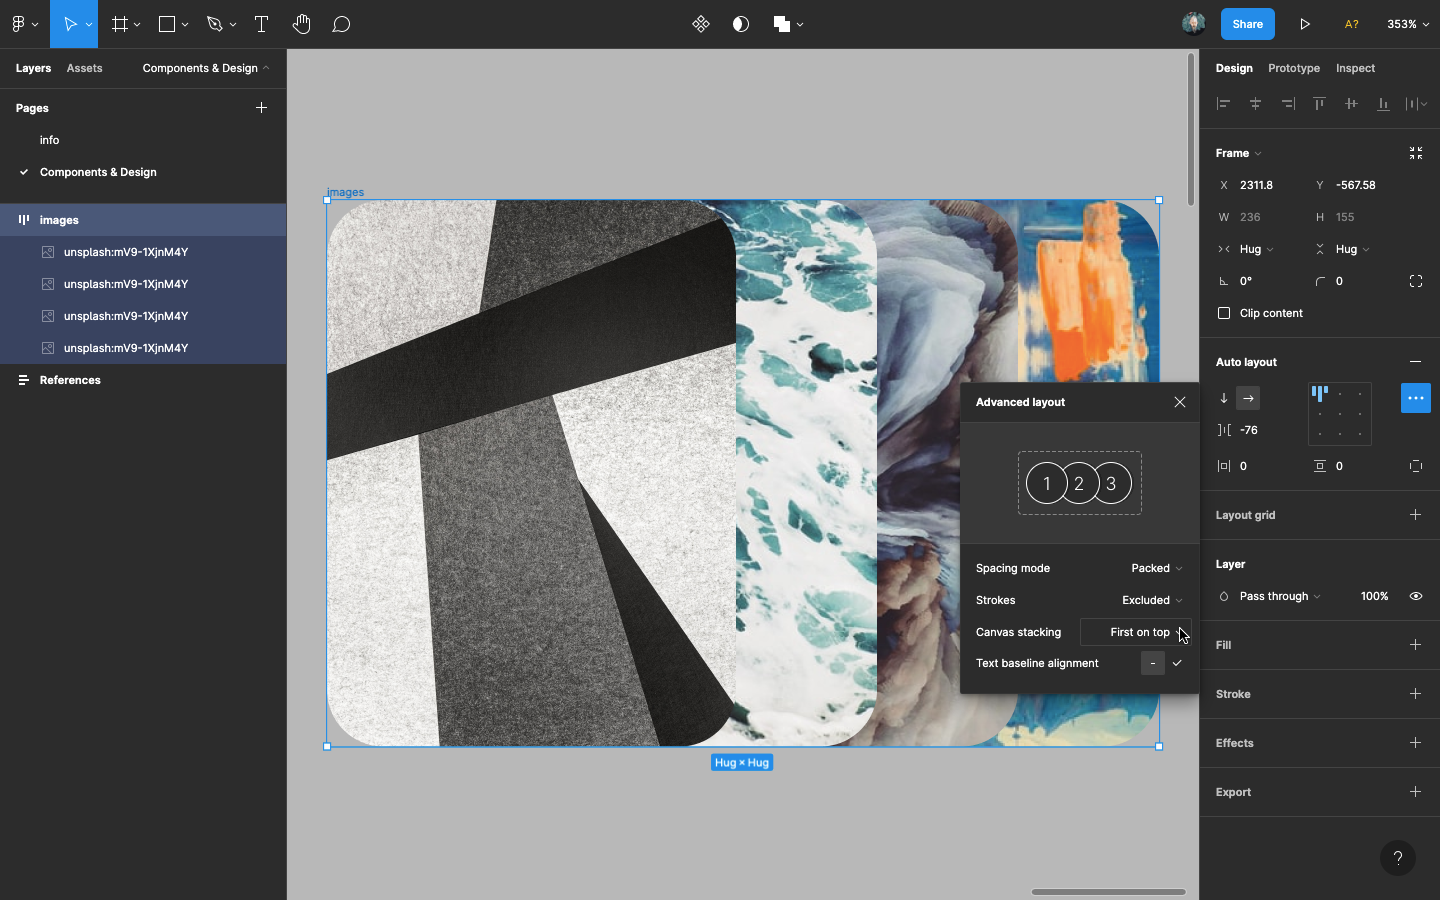 Share
A?
353%
Layers
Assets
Components & Design
Pages
info
Components & Design
images
unsplash:mV9-1XjnM4Y
unsplash:mV9-1XjnM4Y
unsplash:mV9-1XjnM4Y
unsplash:mV9-1XjnM4Y
References
images
Hug × Hug
Advanced layout
1 2 3
Spacing mode Packed
Strokes Excluded
Canvas stacking First on top
Text baseline alignment -
Design Prototype Inspect
Frame
X 2311.8 Y -567.58
W 236 H 155
Hug Hug
0° 0
Clip content
Auto layout
-76
0 0
Layout grid
Layer
Pass through 100%
Fill
Stroke
Effects
Export
?